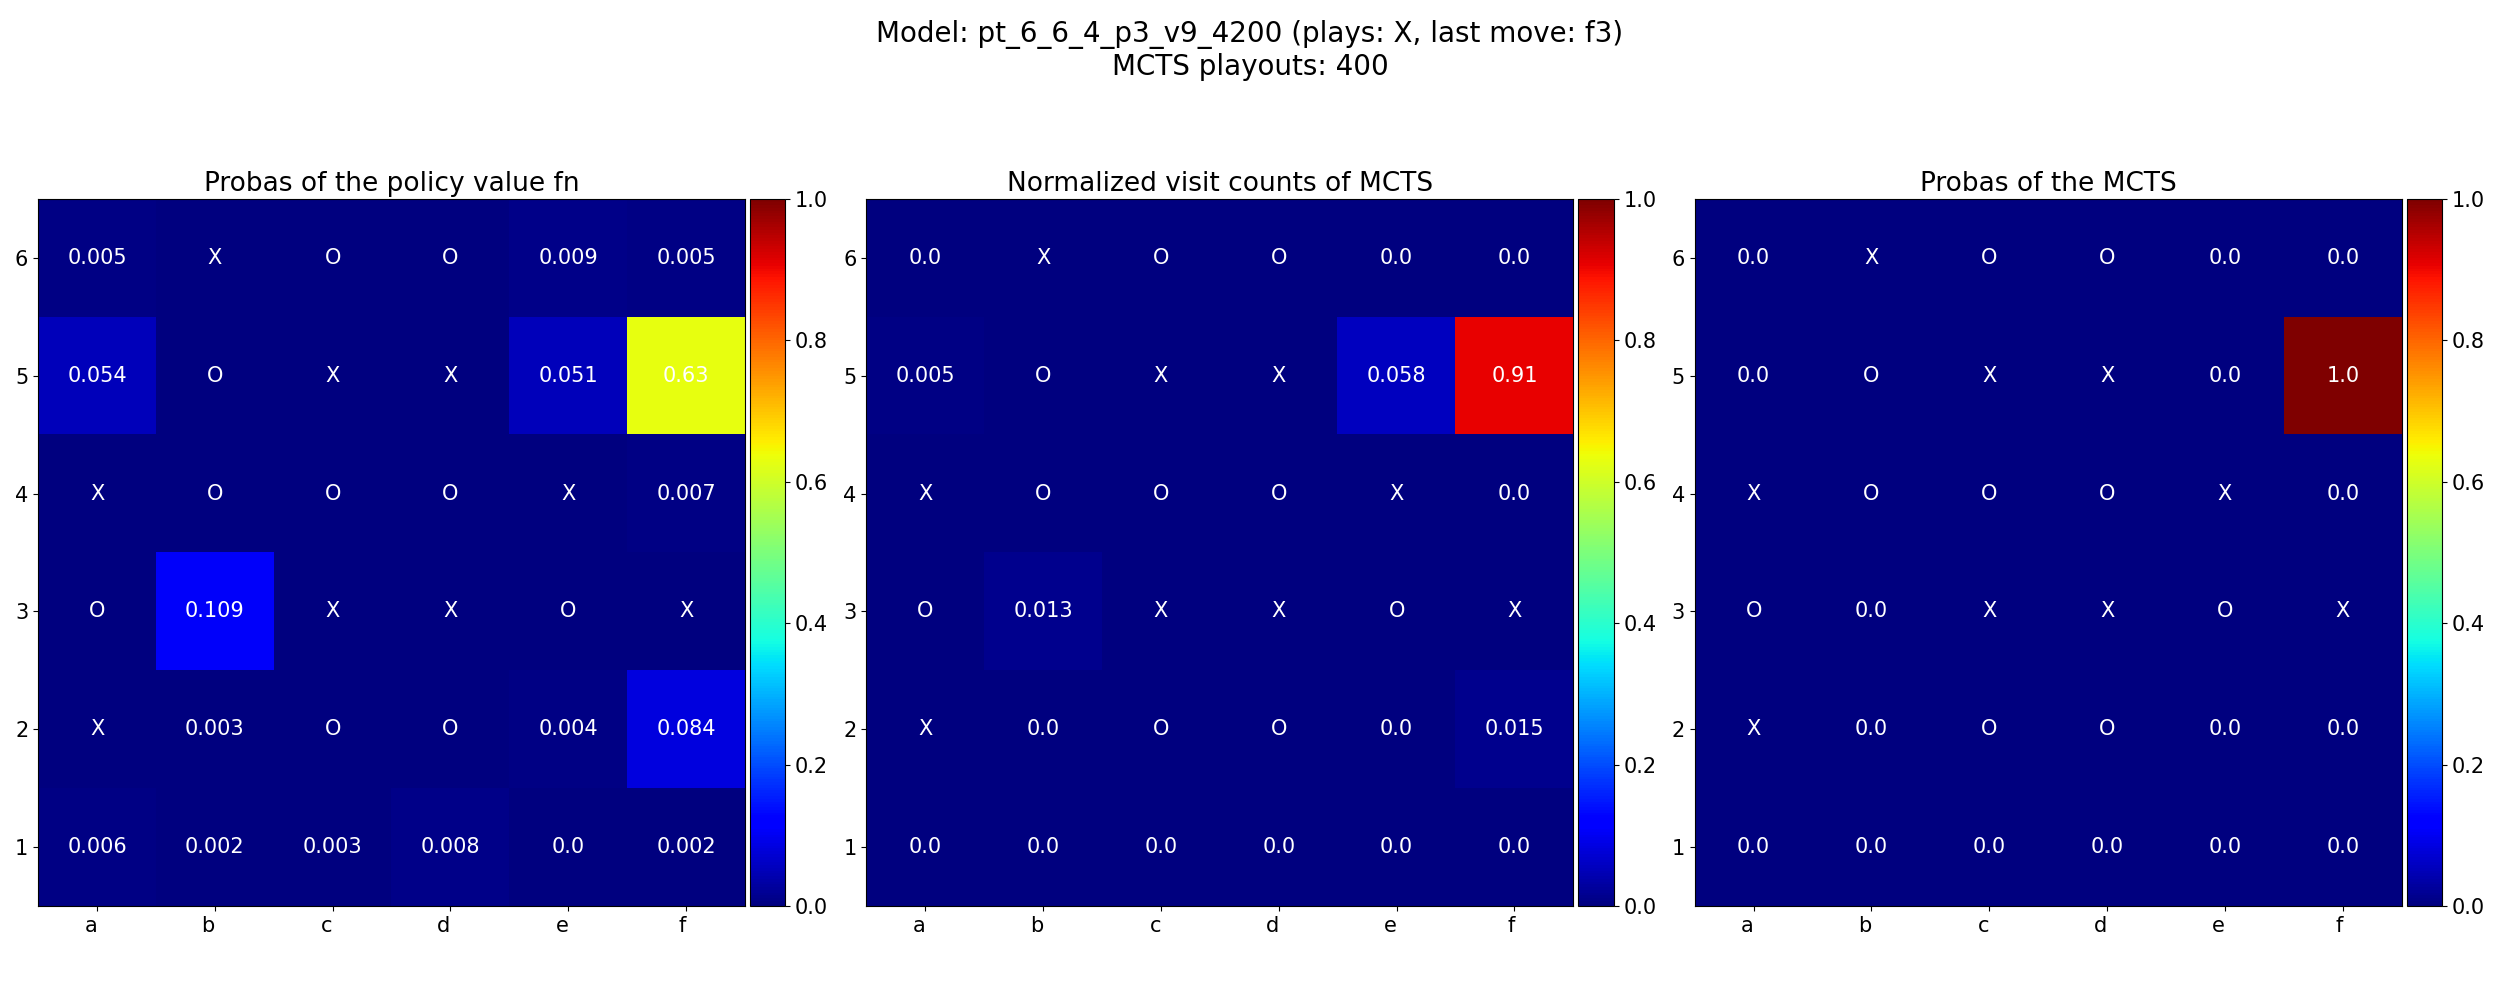 Model: pt_6_6_4_p3_v9_4200 (plays: X, last move: f3)
MCTS playouts: 400
Probas of the policy value fn
6 0.005 X O O 0.009 0.005
5 0.054 O X X 0.051 0.63
4 X O O O X 0.007
3 O 0.109 X X O X
2 X 0.003 O O 0.004 0.084
1 0.006 0.002 0.003 0.008 0.0 0.002
a b c d e f
1.0
0.8
0.6
0.4
0.2
0.0
Normalized visit counts of MCTS
6 0.0 X O O 0.0 0.0
5 0.005 O X X 0.058 0.91
4 X O O O X 0.0
3 O 0.013 X X O X
2 X 0.0 O O 0.0 0.015
1 0.0 0.0 0.0 0.0 0.0 0.0
a b c d e f
1.0
0.8
0.6
0.4
0.2
0.0
Probas of the MCTS
6 0.0 X O O 0.0 0.0
5 0.0 O X X 0.0 1.0
4 X O O O X 0.0
3 O 0.0 X X O X
2 X 0.0 O O 0.0 0.0
1 0.0 0.0 0.0 0.0 0.0 0.0
a b c d e f
1.0
0.8
0.6
0.4
0.2
0.0